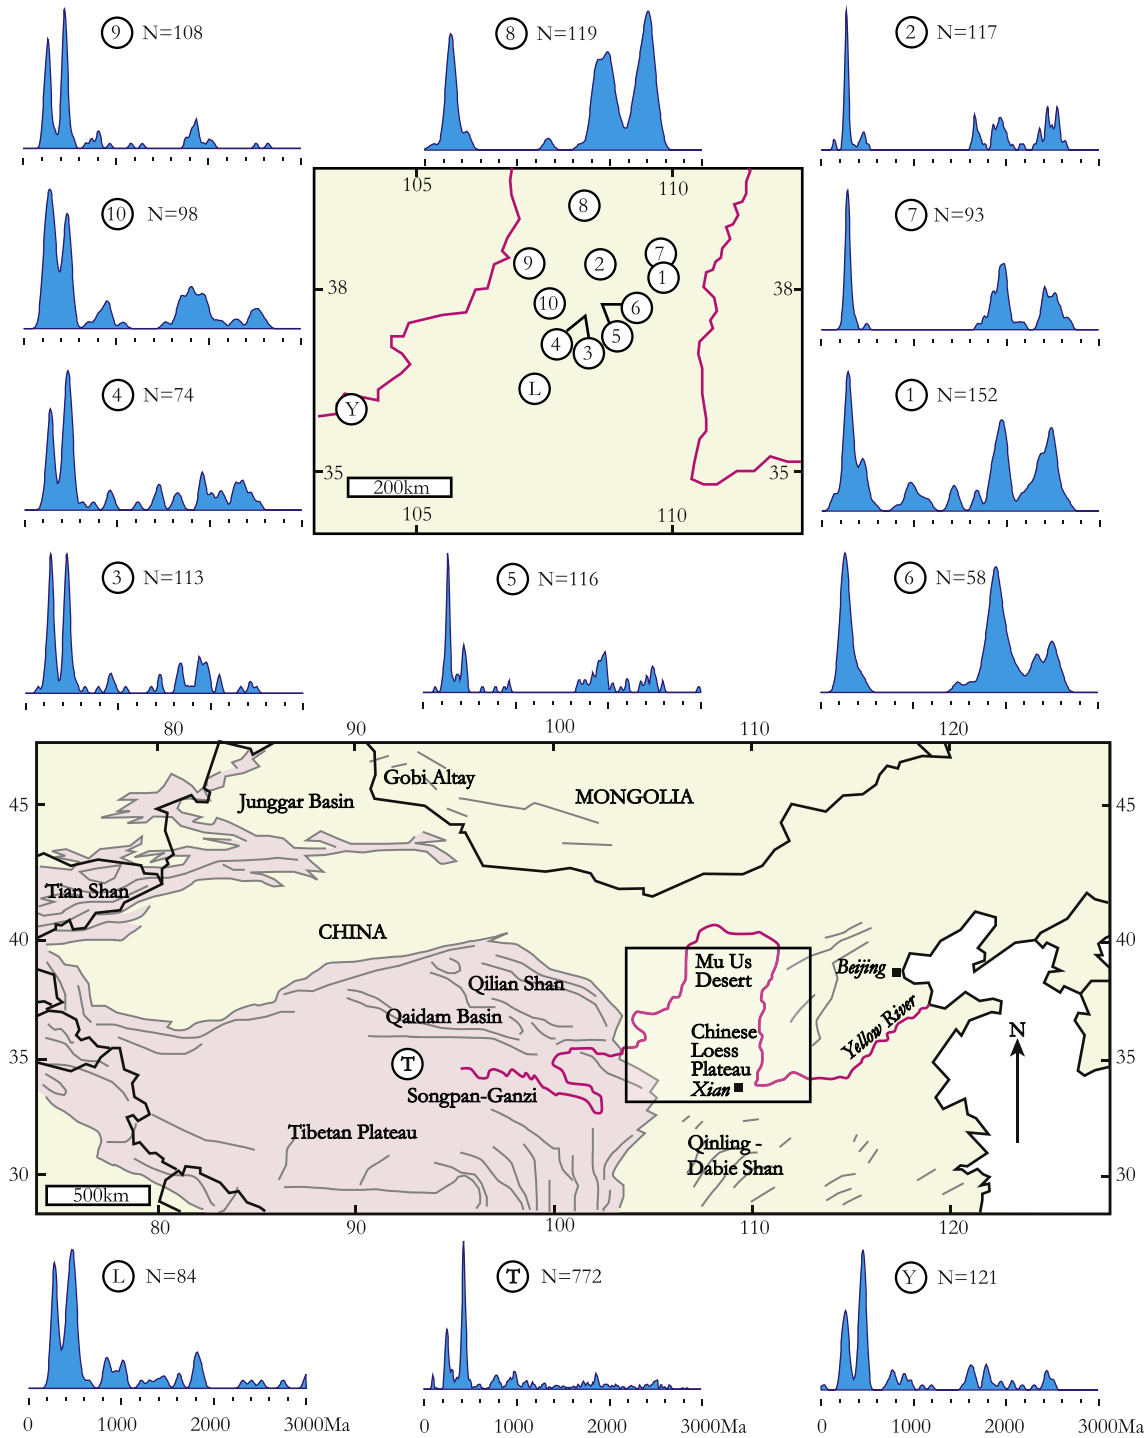 9 N=108
8 N=119
2 N=117
105 110
8
10 N=98
7 N=93
9 2 7
1
38 38
10 6
4 3 5
4 N=74
L
1 N=152
Y
35 35
200km
105 110
3 N=113
5 N=116
6 N=58
80 90 100 110 120
Gobi Altay
Junggar Basin
MONGOLIA
45 45
Tian Shan
CHINA
40 40
Mu Us
Desert
Beijing
Qilian Shan
Qaidam Basin
Yellow River
N
Chinese
Loess
Plateau
Xian
35 35
T
Songpan-Ganzi
Tibetan Plateau
Qinling -
Dabie Shan
30 30
500km
80 90 100 110 120
L N=84
T N=772
Y N=121
0 1000 2000 3000Ma
0 1000 2000 3000Ma
0 1000 2000 3000Ma